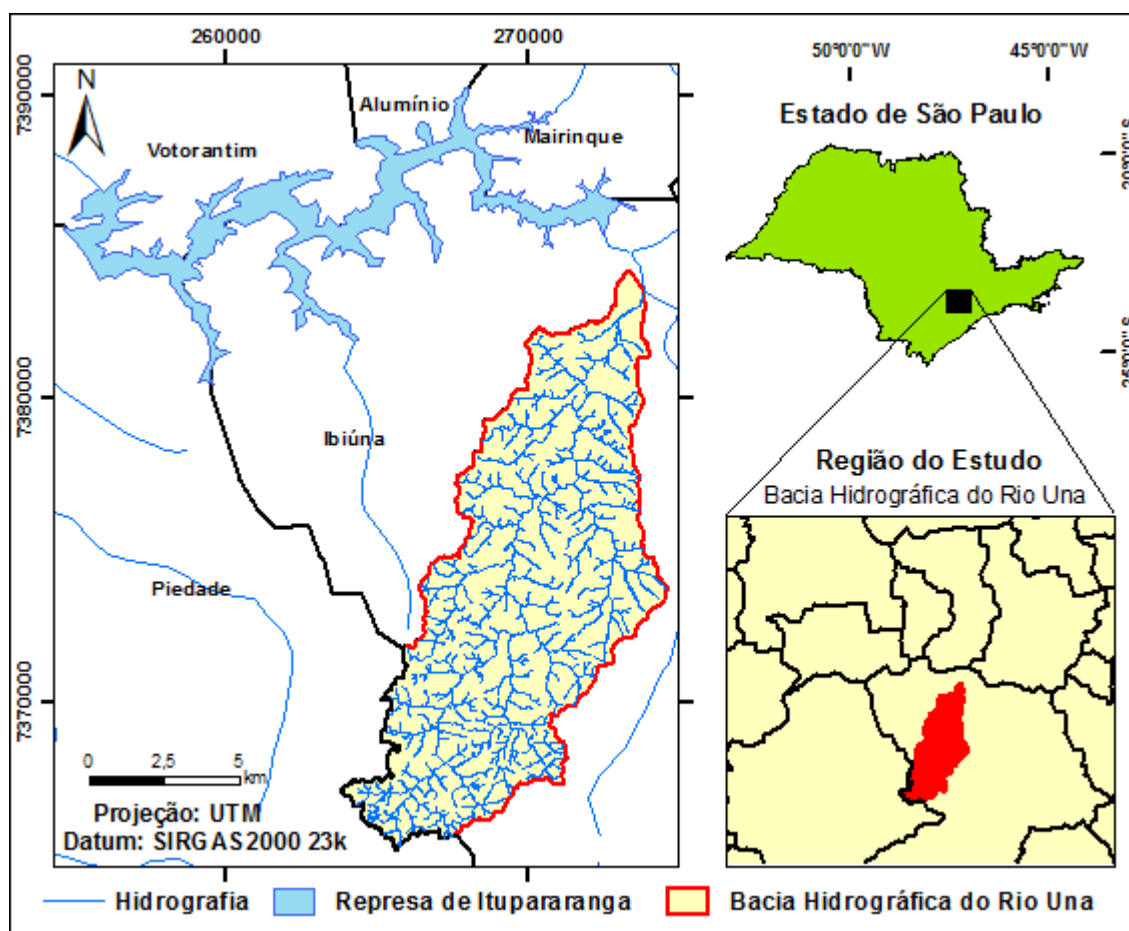 260000
270000
7390000
7380000
7370000
N
Alumínio
Mairinque
Votorantim
Ibiúna
Piedade
0 2,5 5
km
Projeção: UTM
Datum: SIRGAS2000 23k
50°0'0"W
45°0'0"W
Estado de São Paulo
Região do Estudo
Bacia Hidrográfica do Rio Una
Hidrografia
Represa de Itupararanga
Bacia Hidrográfica do Rio Una